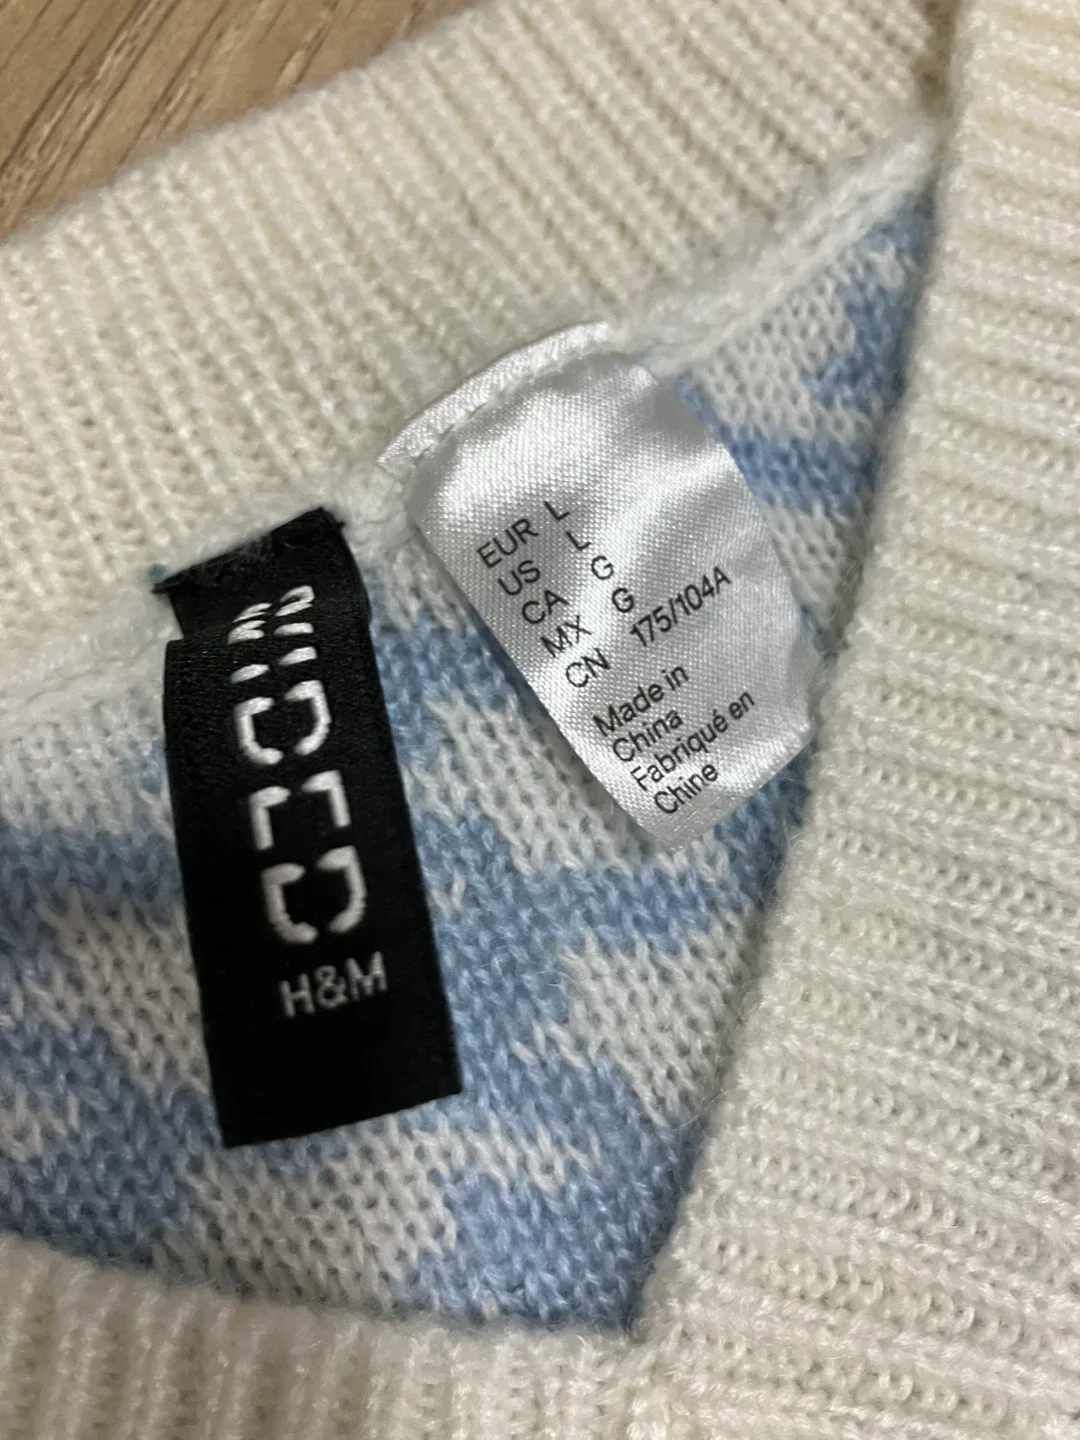 DIVIDED
H&M
EUR L
US L
CA G
MX G
CN 175/104A
Made in
China
Fabriqué en
Chine